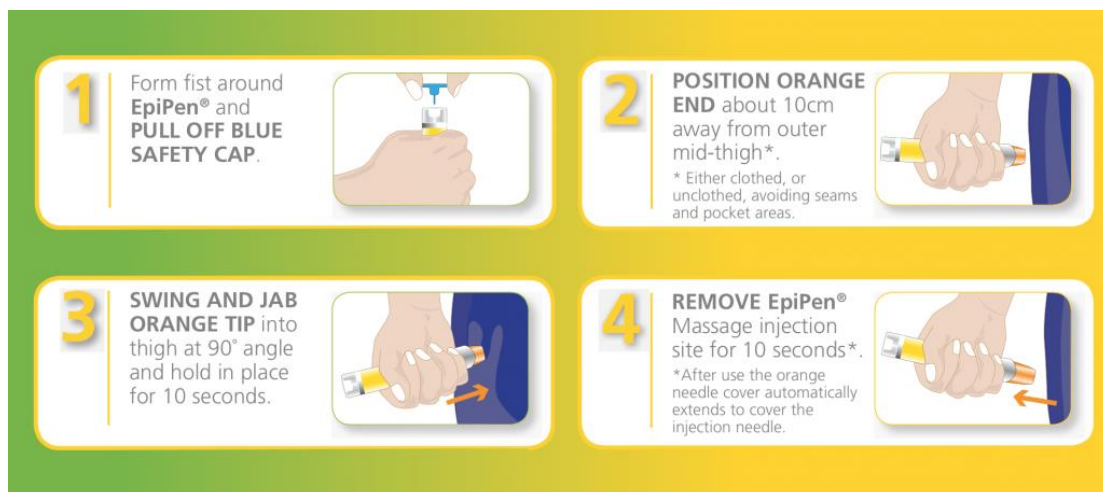 1
Form fist around
EpiPen® and
PULL OFF BLUE
SAFETY CAP.
2
POSITION ORANGE
END about 10cm
away from outer
mid-thigh*.
* Either clothed, or
unclothed, avoiding seams
and pocket areas.
3
SWING AND JAB
ORANGE TIP into
thigh at 90° angle
and hold in place
for 10 seconds.
4
REMOVE EpiPen®
Massage injection
site for 10 seconds*.
*After use the orange
needle cover automatically
extends to cover the
injection needle.